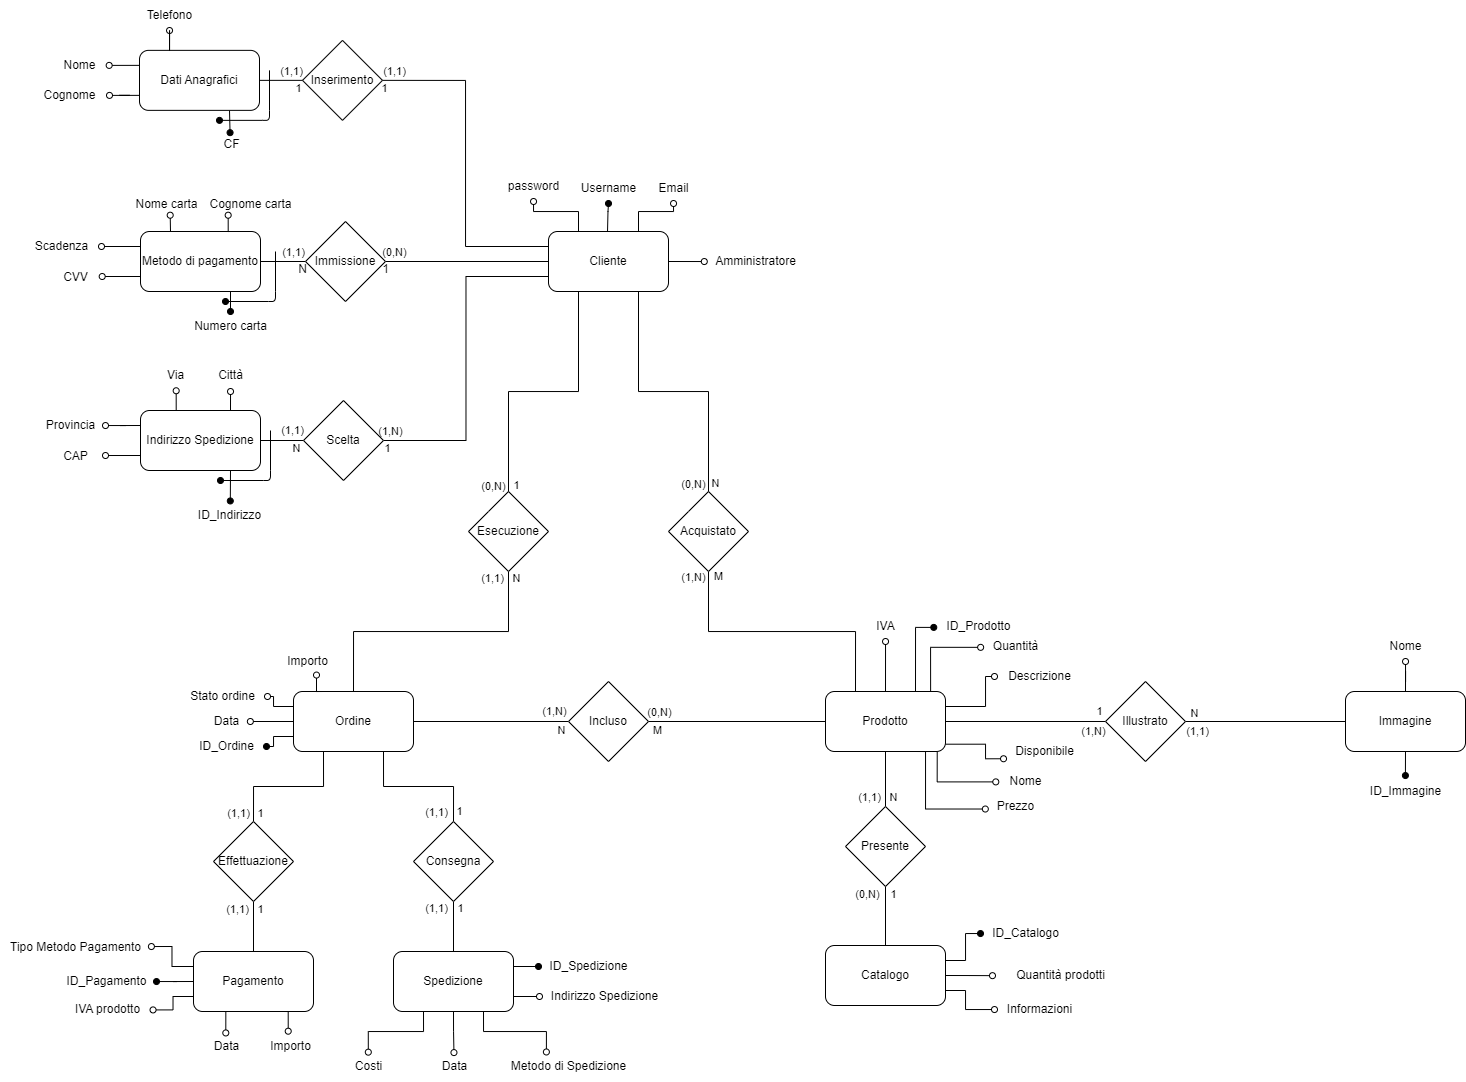 Telefono
Nome
Cognome
Dati Anagrafici
(1,1)
1
Inserimento
(1,1)
1
CF
Nome carta
Cognome carta
Scadenza
CVV
Metodo di pagamento
(1,1)
N
Immissione
(0,N)
1
Numero carta
password
Username
Email
Cliente
Amministratore
Via
Città
Provincia
CAP
Indirizzo Spedizione
(1,1)
N
Scelta
(1,N)
1
ID_Indirizzo
(0,N)
1
Esecuzione
(1,1)
N
(0,N)
N
Acquistato
(1,N)
M
Importo
Stato ordine
Data
ID_Ordine
Ordine
(1,N)
N
Incluso
(0,N)
M
IVA
ID_Prodotto
Quantità
Descrizione
Prodotto
Disponibile
Nome
Prezzo
1
(1,N)
Illustrato
N
(1,1)
Nome
Immagine
ID_Immagine
(1,1)
1
Effettuazione
(1,1)
1
(1,1)
1
Consegna
(1,1)
1
(1,1)
N
Presente
(0,N)
1
Tipo Metodo Pagamento
ID_Pagamento
IVA prodotto
Pagamento
Data
Importo
Spedizione
ID_Spedizione
Indirizzo Spedizione
Costi
Data
Metodo di Spedizione
Catalogo
ID_Catalogo
Quantità prodotti
Informazioni